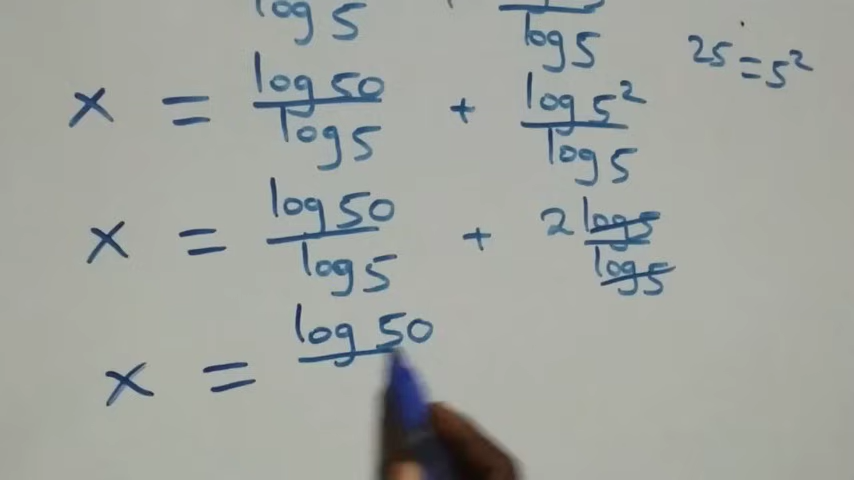 log 5 log 5
25 = 5²
x = log 50 / log 5 + log 5² / log 5
x = log 50 / log 5 + 2 log 5 / log 5
x = log 50